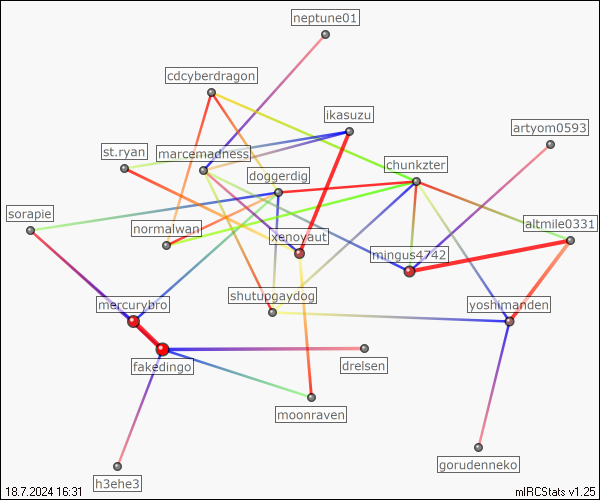 neptune01
cdcyberdragon
ikasuzu
artyom0593
st.ryan
marcemadness
chunkzter
doggerdig
sorapie
normalwan
xenoyaut
altmile0331
mingus4742
mercurybro
shutupgaydog
yoshimanden
fakedingo
drelsen
moonraven
gorudenneko
h3ehe3
18.7.2024 16:31
mIRCStats v1.25